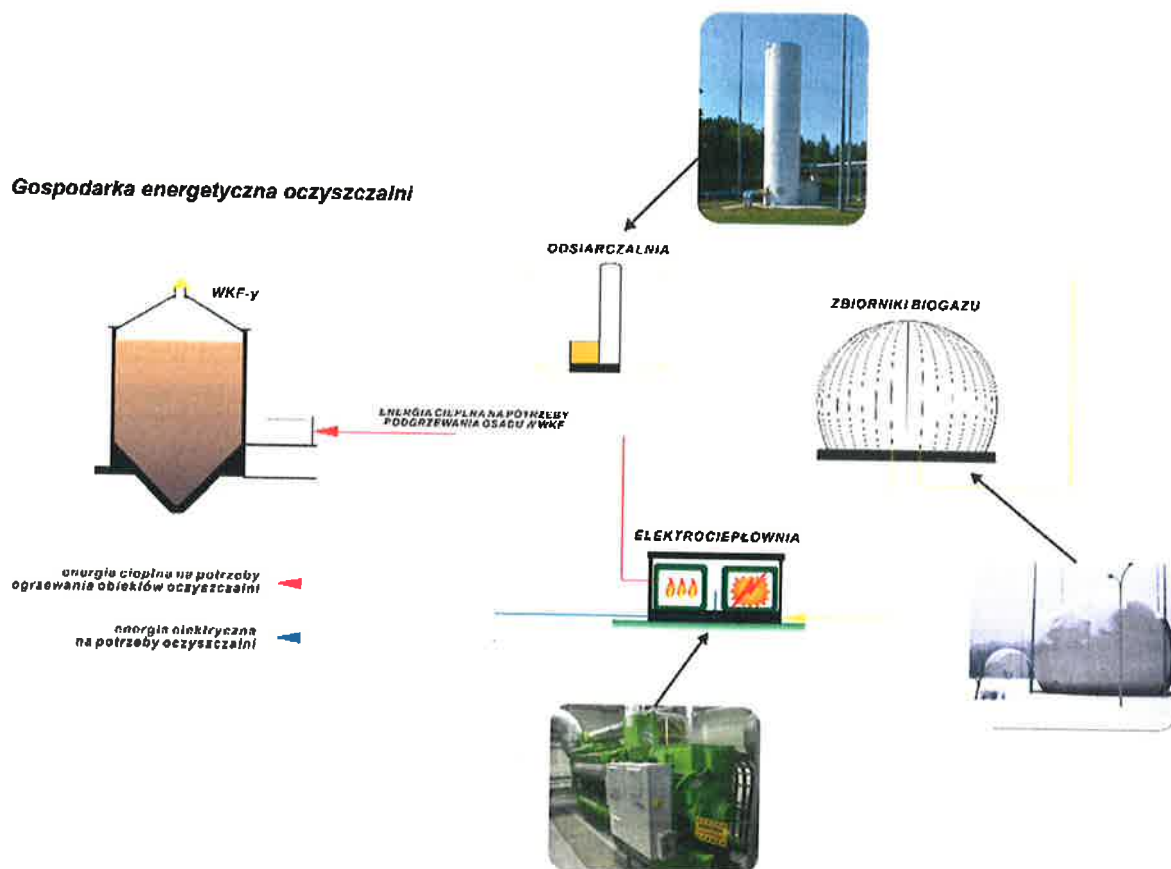 Gospodarka energetyczna oczyszczalni
ODSIARCZALNIA
WKF-y
ZBIORNIKI BIOGAZU
ENERGIA CIEPLNA NA POTRZEBY
PODGRZEWANIA OSADU W WKF
ELEKTROCIEPŁOWNIA
energia cieplna na potrzeby
ogrzewania obiektów oczyszczalni
energia elektryczna
na potrzeby oczyszczalni